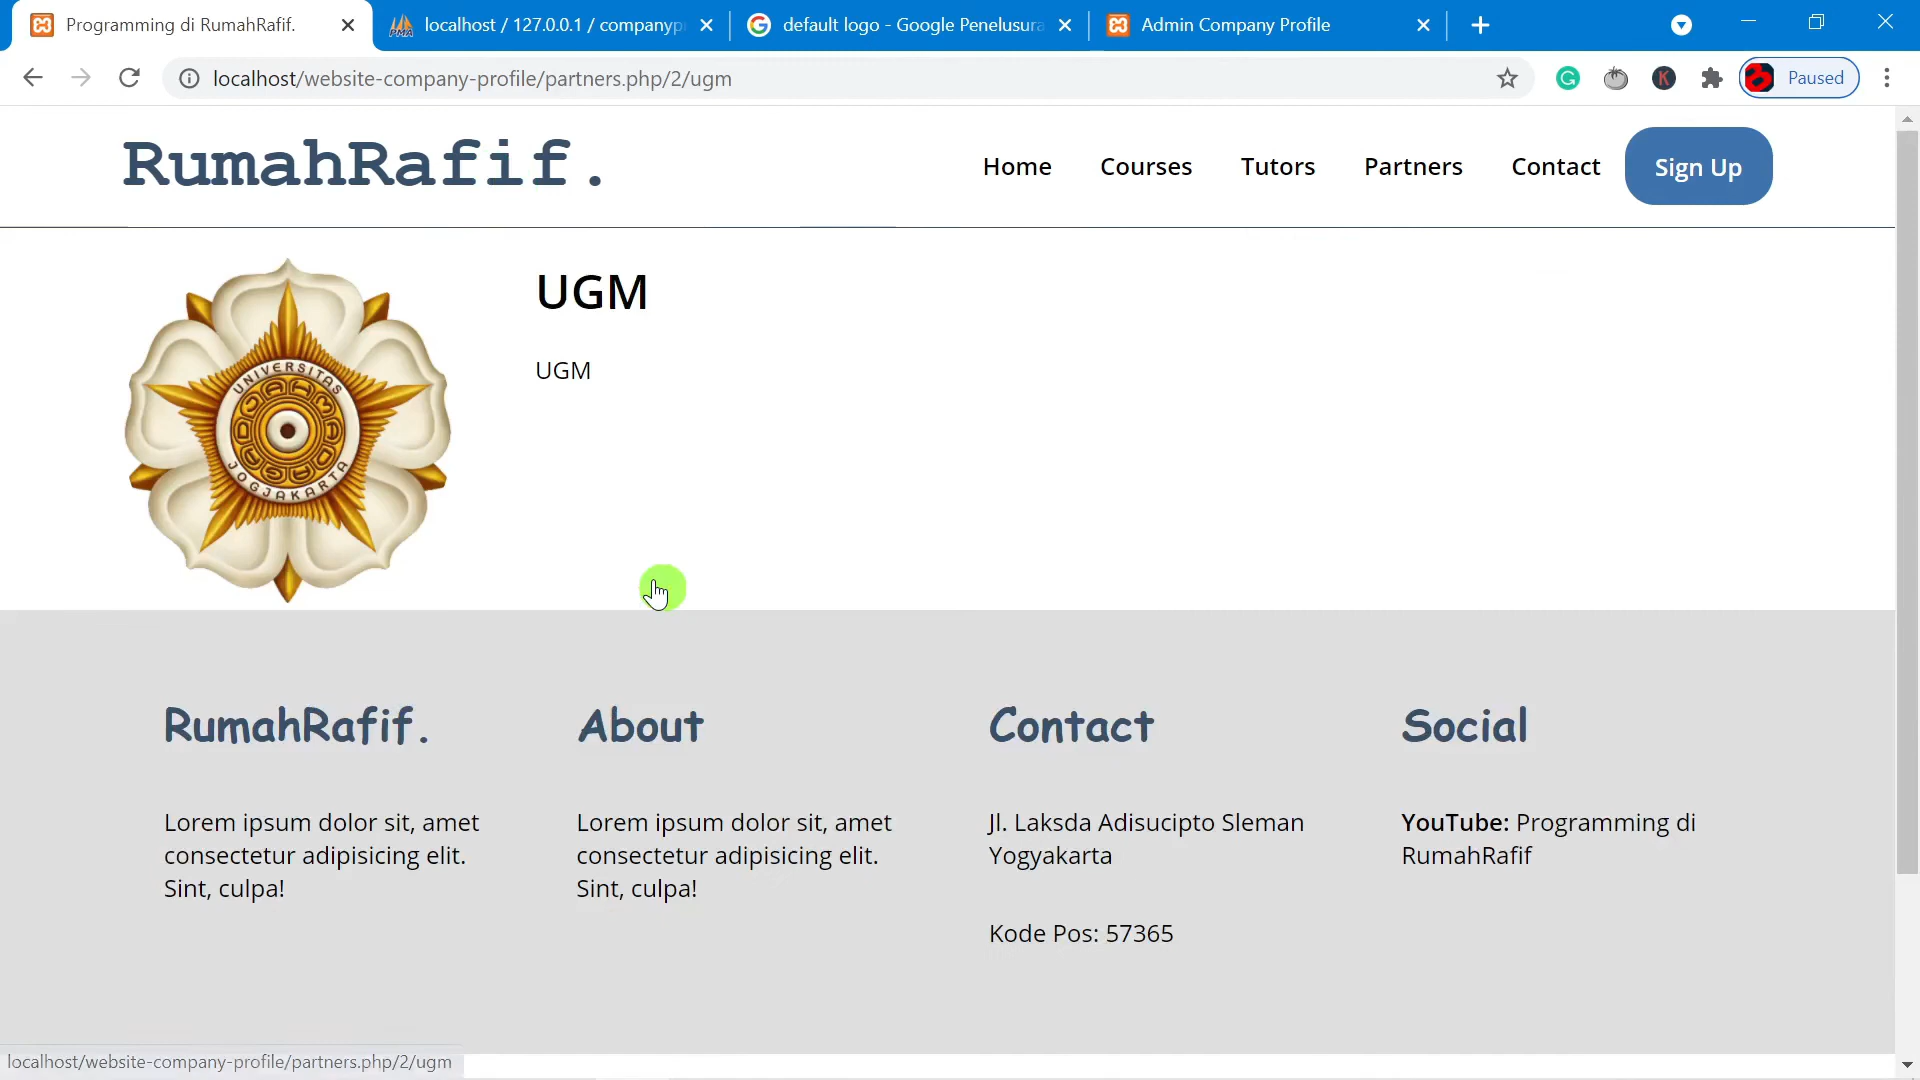 Programming di RumahRafif.
localhost / 127.0.0.1 / companyp
default logo - Google Penelusura
Admin Company Profile
localhost/website-company-profile/partners.php/2/ugm
Paused
RumahRafif.
Home
Courses
Tutors
Partners
Contact
Sign Up
UNIVERSITAS
GADJAH MADA
JOGJAKARTA
UGM
UGM
RumahRafif.
Lorem ipsum dolor sit, amet
consectetur adipisicing elit.
Sint, culpa!
About
Lorem ipsum dolor sit, amet
consectetur adipisicing elit.
Sint, culpa!
Contact
Jl. Laksda Adisucipto Sleman
Yogyakarta
Kode Pos: 57365
Social
YouTube: Programming di
RumahRafif
localhost/website-company-profile/partners.php/2/ugm